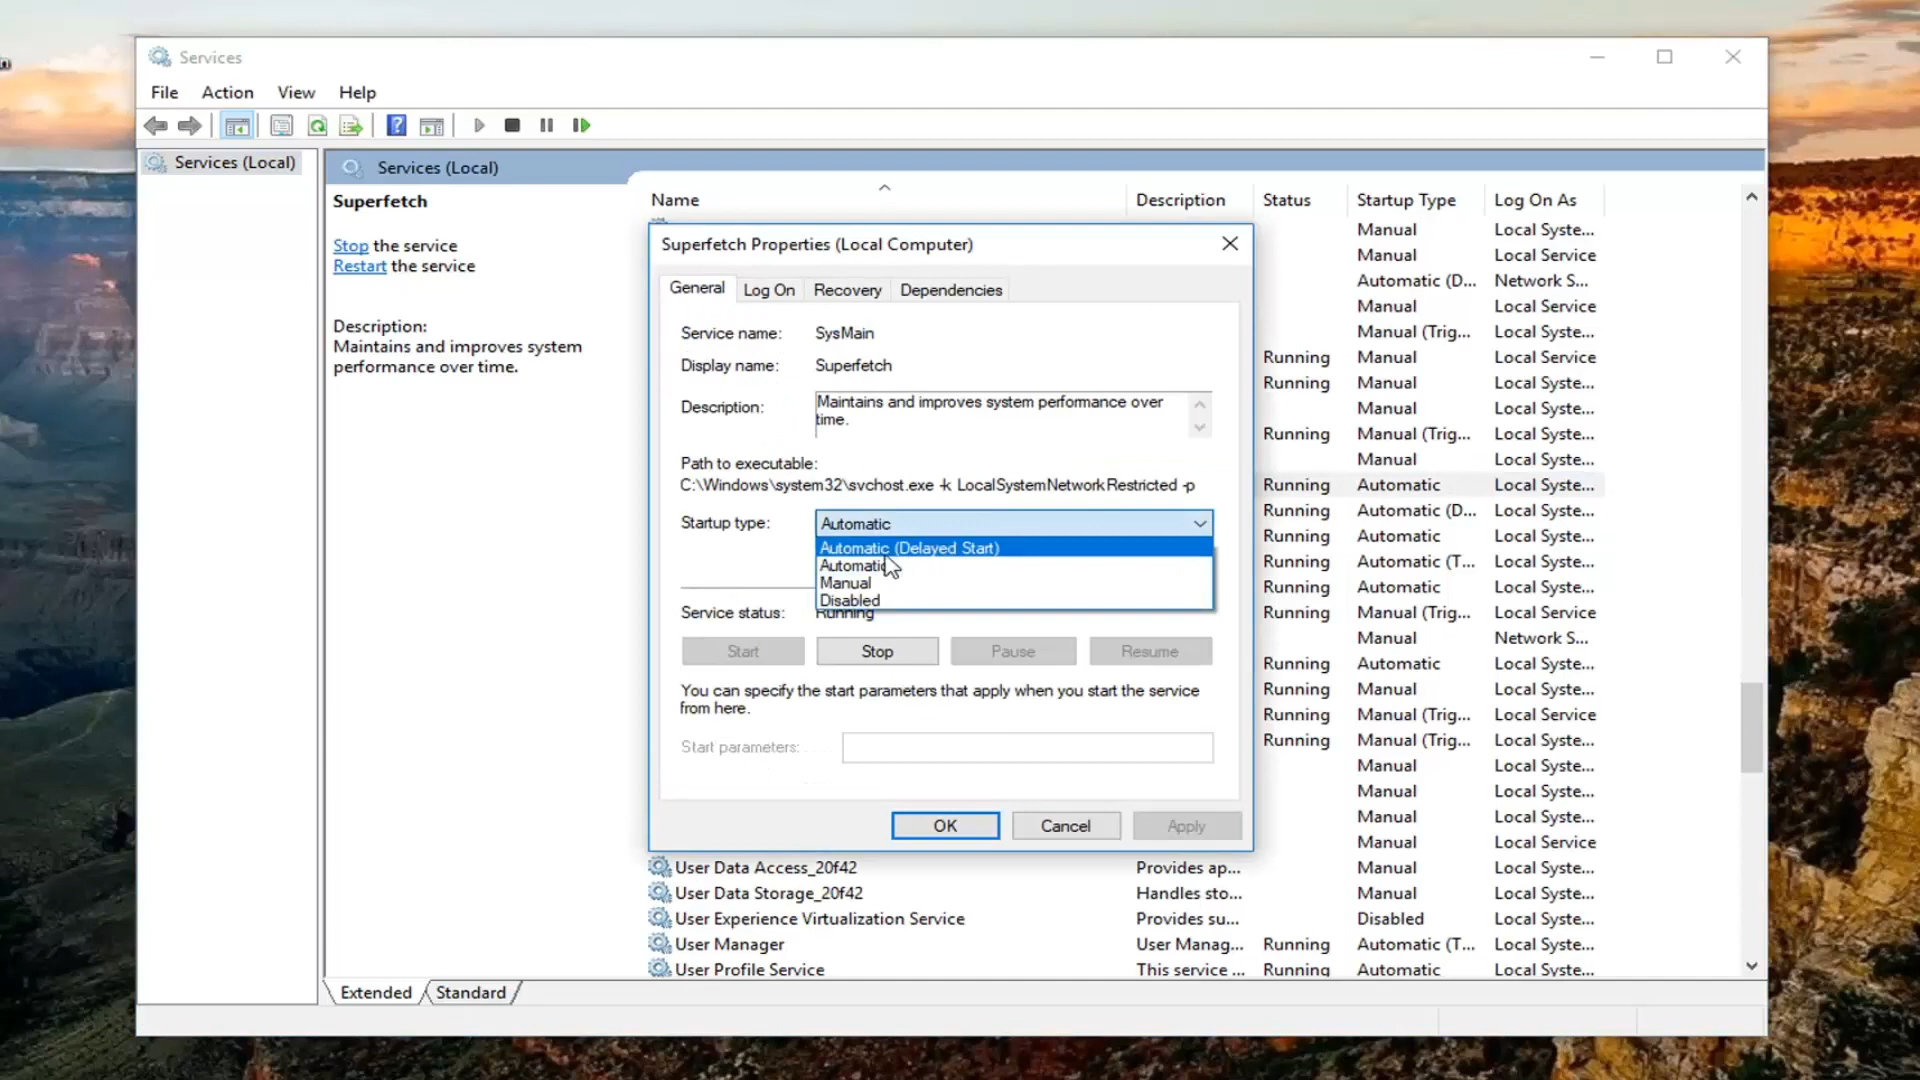 Services
File Action View Help
Services (Local)
Services (Local)
Superfetch
Stop the service
Restart the service
Description:
Maintains and improves system
performance over time.
Name Description Status Startup Type Log On As
Manual Local Syste...
Manual Local Service
Automatic (D... Network S...
Manual Local Service
Manual (Trig... Local Syste...
Running Manual Local Service
Running Manual Local Syste...
Manual Local Syste...
Running Manual (Trig... Local Syste...
Manual Local Syste...
Running Automatic Local Syste...
Running Automatic (D... Local Syste...
Running Automatic Local Syste...
Running Automatic (T... Local Syste...
Running Automatic Local Syste...
Running Manual (Trig... Local Service
Manual Network S...
Running Automatic Local Syste...
Running Manual Local Syste...
Running Manual (Trig... Local Service
Running Manual (Trig... Local Syste...
Manual Local Syste...
Manual Local Syste...
Manual Local Syste...
Manual Local Service
User Data Access_20f42 Provides ap... Manual Local Syste...
User Data Storage_20f42 Handles sto... Manual Local Syste...
User Experience Virtualization Service Provides su... Disabled Local Syste...
User Manager User Manag... Running Automatic (T... Local Syste...
User Profile Service This service ... Running Automatic Local Syste...
Superfetch Properties (Local Computer)
General Log On Recovery Dependencies
Service name: SysMain
Display name: Superfetch
Description: Maintains and improves system performance over
time.
Path to executable:
C:\Windows\system32\svchost.exe -k LocalSystemNetworkRestricted -p
Startup type: Automatic
Automatic (Delayed Start)
Automatic
Manual
Disabled
Service status: Running
Start Stop Pause Resume
You can specify the start parameters that apply when you start the service
from here.
Start parameters:
OK Cancel Apply
Extended Standard